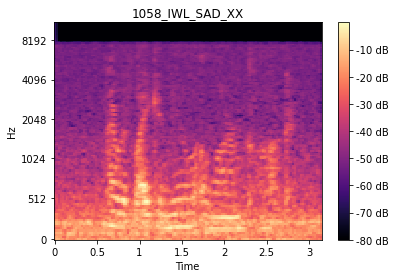 1058_IWL_SAD_XX
8192
4096
2048
1024
512
0
Hz
0
0.5
1
1.5
2
2.5
3
Time
-10 dB
-20 dB
-30 dB
-40 dB
-50 dB
-60 dB
-70 dB
-80 dB